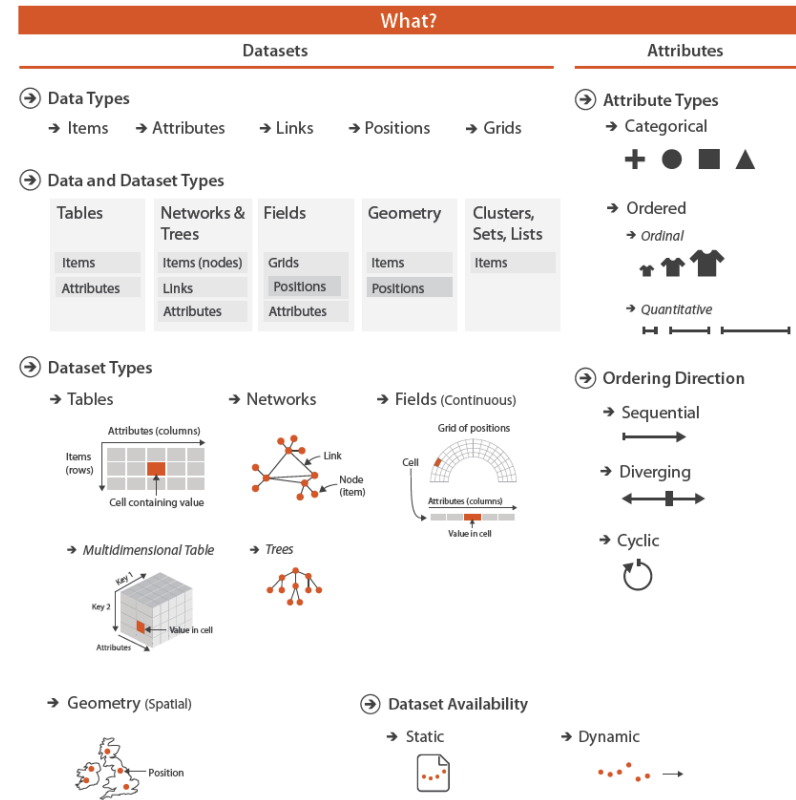 What?
Datasets
Attributes
Data Types
Items
Attributes
Links
Positions
Grids
Data and Dataset Types
Tables
Items
Attributes
Networks &
Trees
Items (nodes)
Links
Attributes
Fields
Grids
Positions
Attributes
Geometry
Items
Positions
Clusters,
Sets, Lists
Items
Dataset Types
Tables
Attributes (columns)
Items
(rows)
Cell containing value
Networks
Link
Node
(item)
Fields (Continuous)
Grid of positions
Cell
Attributes (columns)
Value in cell
Multidimensional Table
Key 1
Key 2
Value in cell
Attributes
Trees
Geometry (Spatial)
Position
Dataset Availability
Static
Dynamic
Attribute Types
Categorical
Ordered
Ordinal
Quantitative
Ordering Direction
Sequential
Diverging
Cyclic